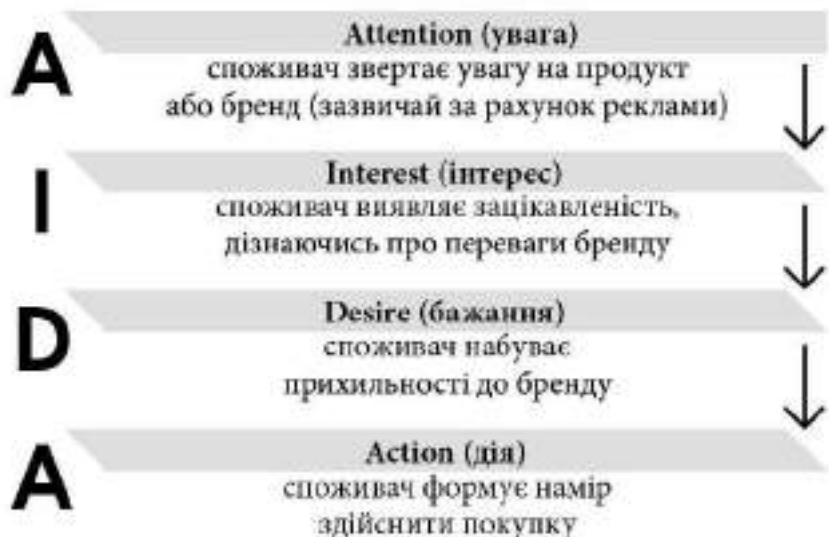 A
Attention (увага)
споживач звертає увагу на продукт
або бренд (зазвичай за рахунок реклами)
I
Interest (інтерес)
споживач виявляє зацікавленість,
дізнаючись про переваги бренду
D
Desire (бажання)
споживач набуває
прихильності до бренду
A
Action (дія)
споживач формує намір
здійснити покупку